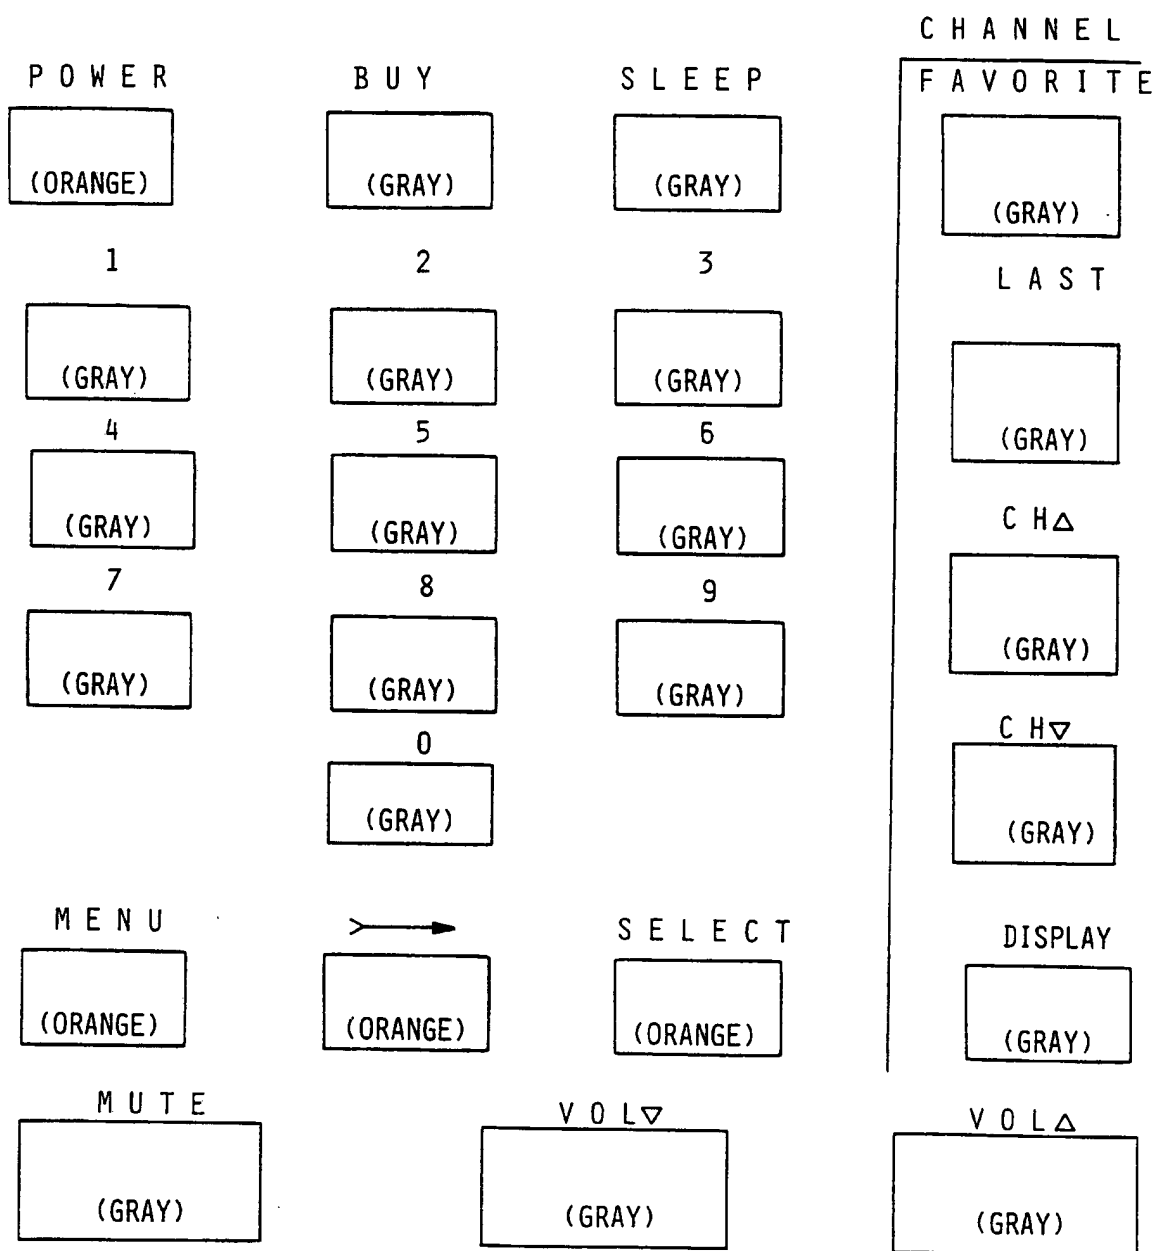 CHANNEL
POWER BUY SLEEP FAVORITE
(ORANGE) (GRAY) (GRAY) (GRAY)
1 2 3 LAST
(GRAY) (GRAY) (GRAY) (GRAY)
4 5 6 CH△
(GRAY) (GRAY) (GRAY) (GRAY)
7 8 9 CH▽
(GRAY) (GRAY) (GRAY) (GRAY)
0
(GRAY)
MENU SELECT DISPLAY
(ORANGE) (ORANGE) (ORANGE) (GRAY)
MUTE VOL▽ VOL△
(GRAY) (GRAY) (GRAY)